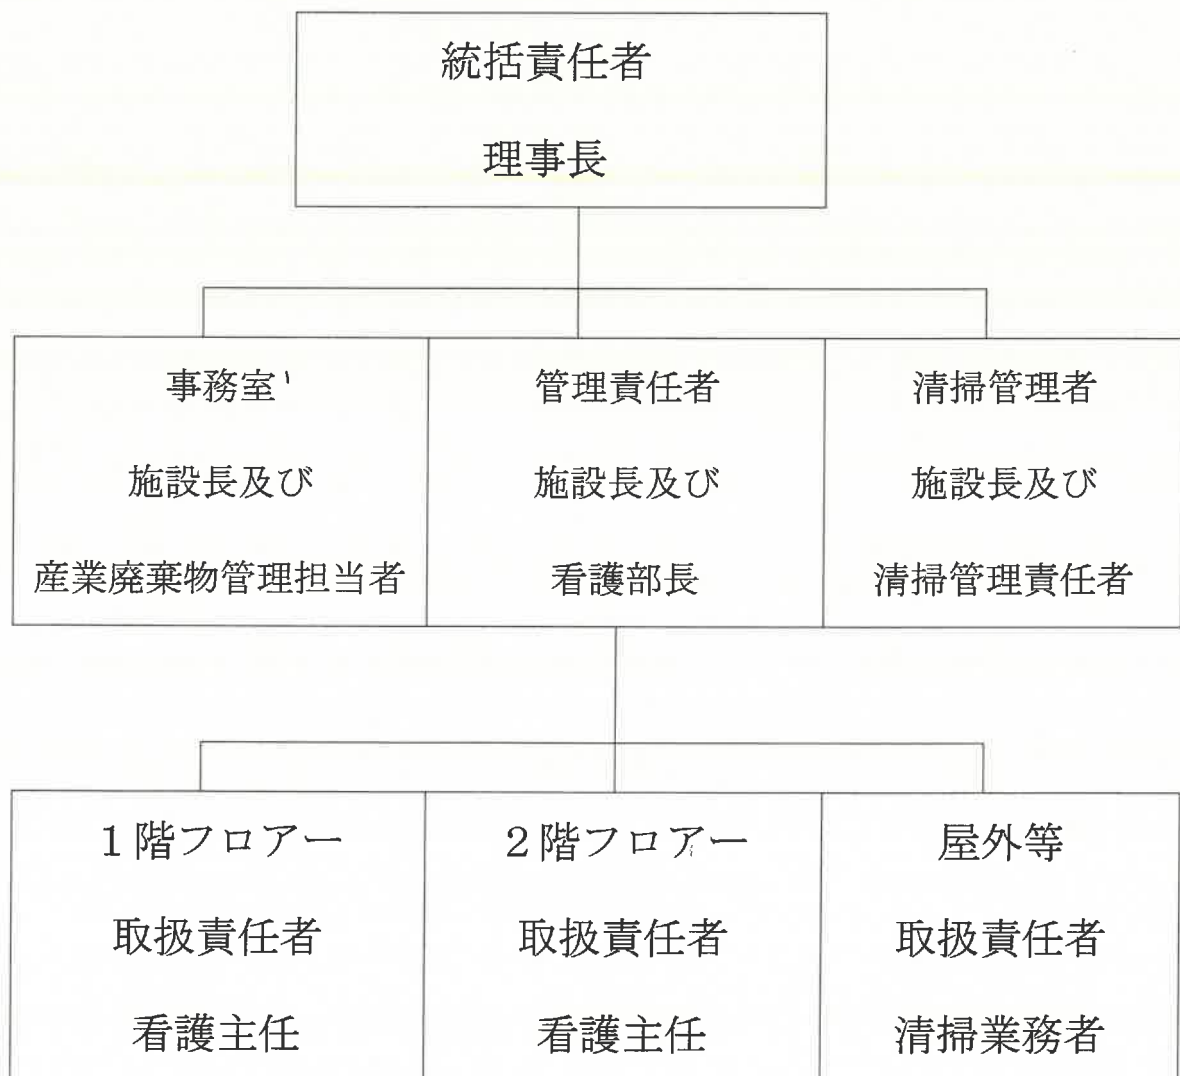 統括責任者
理事長
事務室
施設長及び
産業廃棄物管理担当者
管理責任者
施設長及び
看護部長
清掃管理者
施設長及び
清掃管理責任者
1階フロアー
取扱責任者
看護主任
2階フロアー
取扱責任者
看護主任
屋外等
取扱責任者
清掃業務者